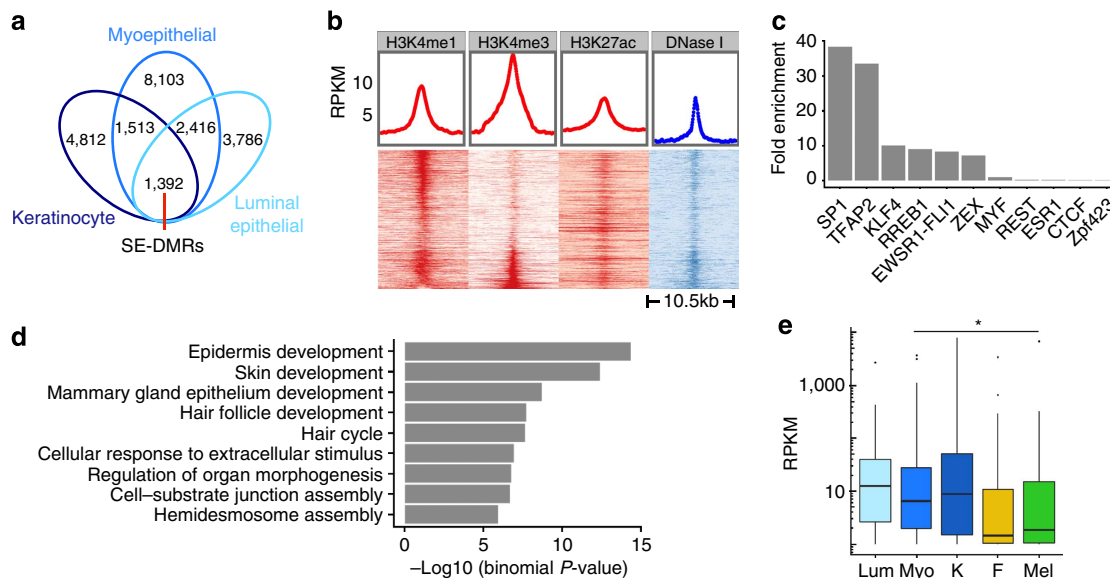 a
Myoepithelial
8,103
4,812
1,513
2,416
3,786
1,392
Keratinocyte
Luminal
epithelial
SE-DMRs
b
H3K4me1
H3K4me3
H3K27ac
DNase I
RPKM
10
5
10.5kb
c
Fold enrichment
40
30
20
10
0
SP1
TFAP2
KLF4
RREB1
EWSR1-FLI1
ZEX
MYF
REST
ESR1
CTCF
Zpf423
d
Epidermis development
Skin development
Mammary gland epithelium development
Hair follicle development
Hair cycle
Cellular response to extracellular stimulus
Regulation of organ morphogenesis
Cell–substrate junction assembly
Hemidesmosome assembly
0
5
10
15
–Log10 (binomial P-value)
e
*
RPKM
1,000
10
Lum
Myo
K
F
Mel